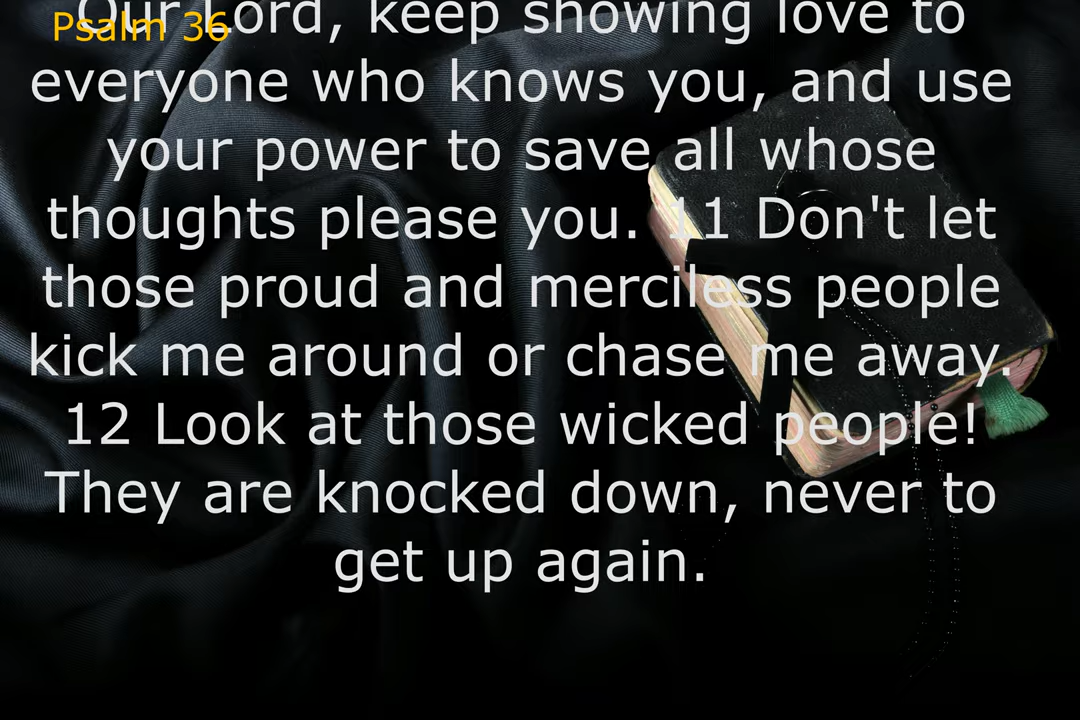 Psalm 36
Our Lord, keep showing love to
everyone who knows you, and use
your power to save all whose
thoughts please you. 11 Don't let
those proud and merciless people
kick me around or chase me away.
12 Look at those wicked people!
They are knocked down, never to
get up again.